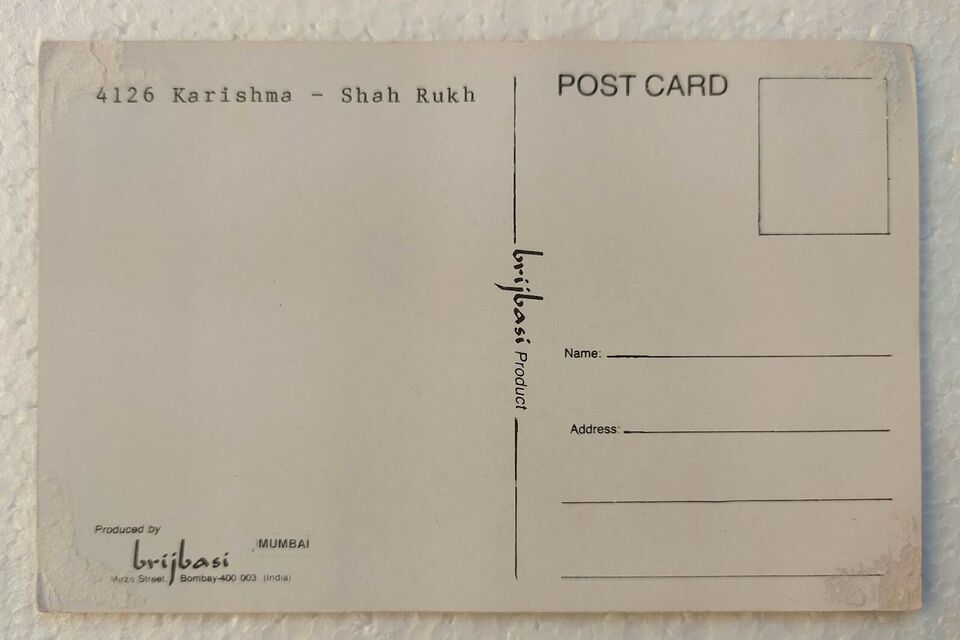 4126 Karishma - Shah Rukh
POST CARD
brijbasi Product
Name:
Address:
Produced by
brijbasi
MUMBAI
Mirza Street, Bombay-400 003. (India)